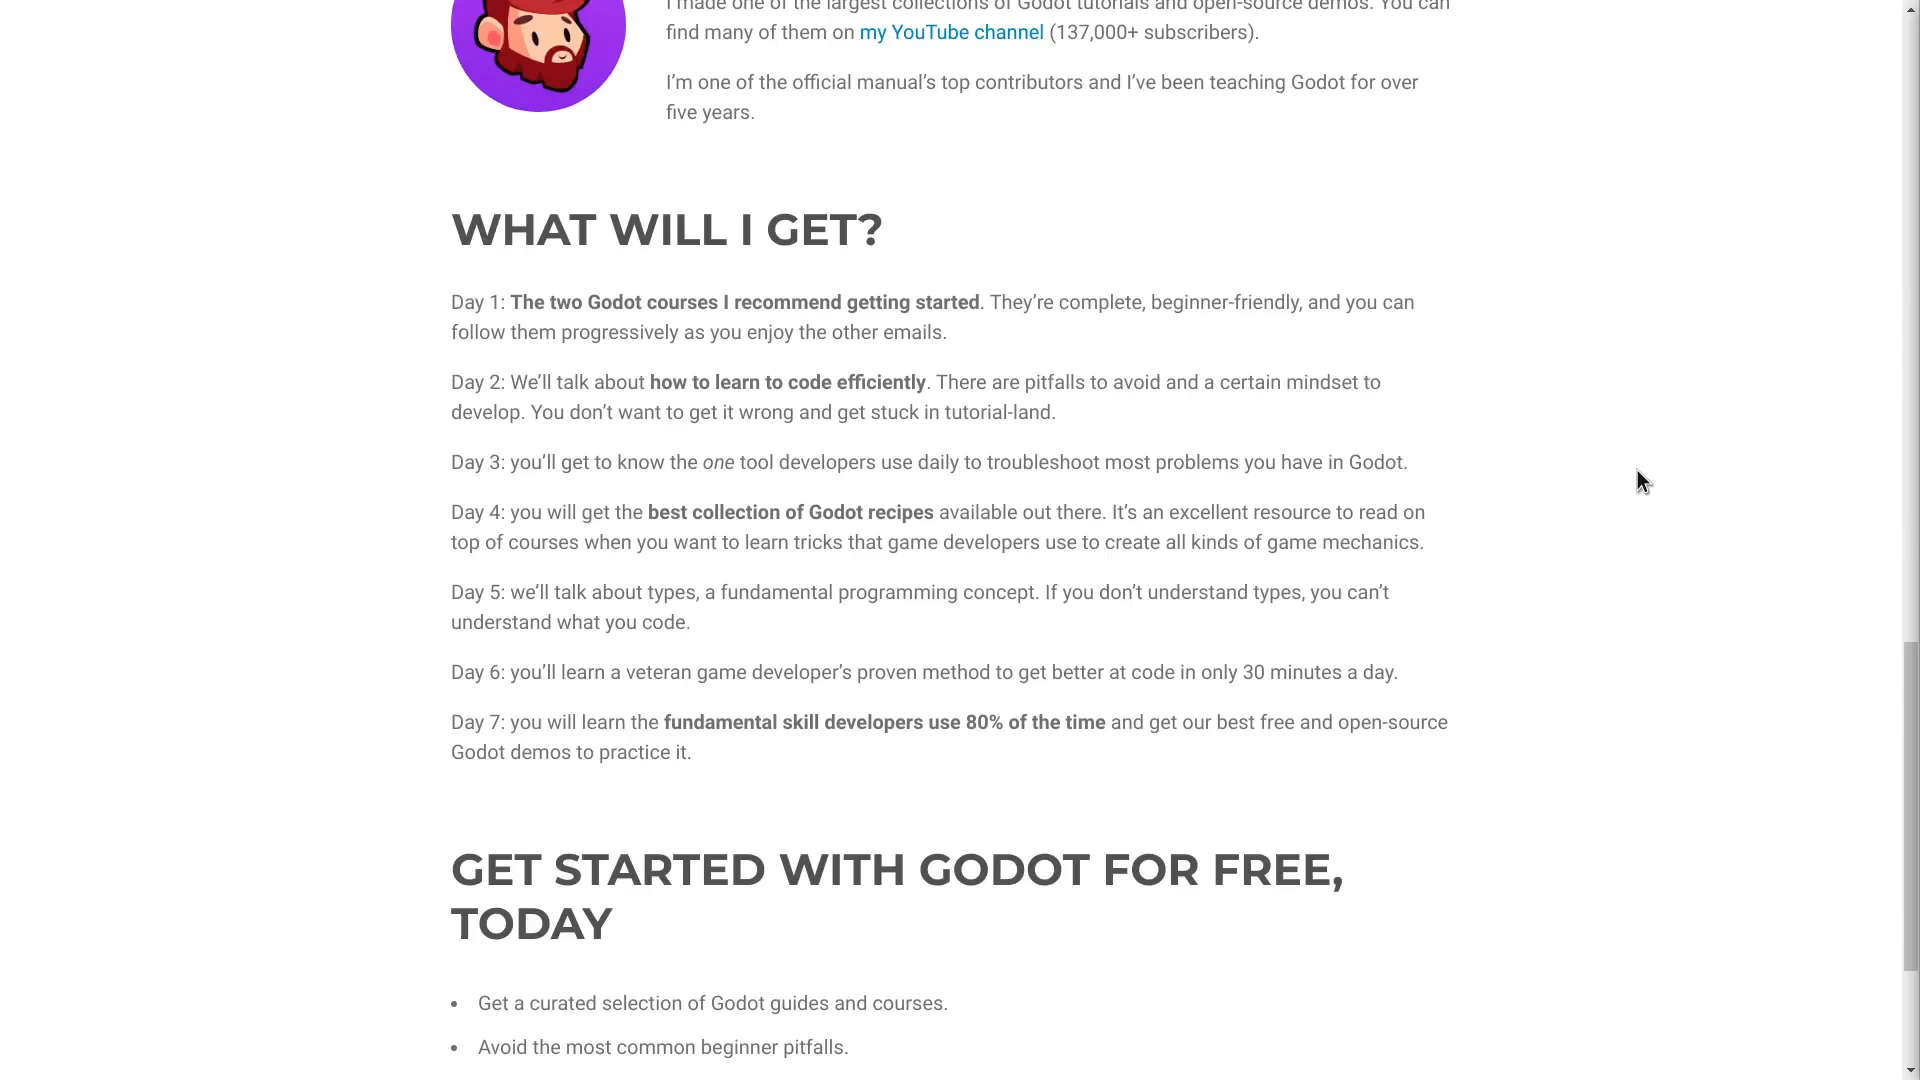 I made one of the largest collections of Godot tutorials and open-source demos. You can
find many of them on my YouTube channel (137,000+ subscribers).
I’m one of the official manual’s top contributors and I’ve been teaching Godot for over
five years.
WHAT WILL I GET?
Day 1: The two Godot courses I recommend getting started. They’re complete, beginner-friendly, and you can
follow them progressively as you enjoy the other emails.
Day 2: We’ll talk about how to learn to code efficiently. There are pitfalls to avoid and a certain mindset to
develop. You don’t want to get it wrong and get stuck in tutorial-land.
Day 3: you’ll get to know the one tool developers use daily to troubleshoot most problems you have in Godot.
Day 4: you will get the best collection of Godot recipes available out there. It’s an excellent resource to read on
top of courses when you want to learn tricks that game developers use to create all kinds of game mechanics.
Day 5: we’ll talk about types, a fundamental programming concept. If you don’t understand types, you can’t
understand what you code.
Day 6: you’ll learn a veteran game developer’s proven method to get better at code in only 30 minutes a day.
Day 7: you will learn the fundamental skill developers use 80% of the time and get our best free and open-source
Godot demos to practice it.
GET STARTED WITH GODOT FOR FREE,
TODAY
• Get a curated selection of Godot guides and courses.
• Avoid the most common beginner pitfalls.